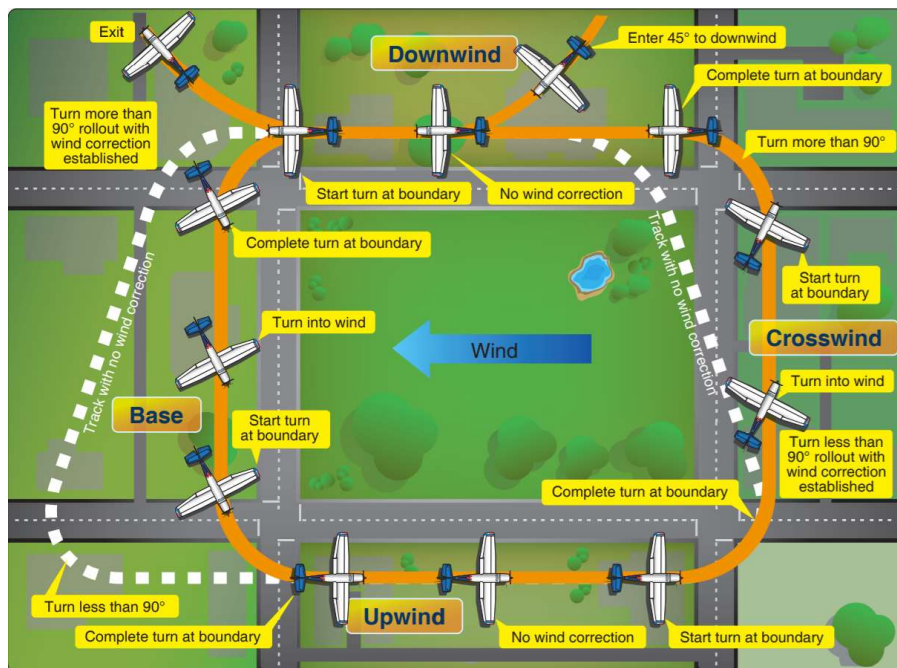 Exit
Downwind
Enter 45° to downwind
Complete turn at boundary
Turn more than
90° rollout with
wind correction
established
Turn more than 90°
Start turn at boundary
No wind correction
Complete turn at boundary
Track with no wind correction
Track with no wind correction
Start turn
at boundary
Turn into wind
Wind
Crosswind
Turn into wind
Base
Start turn
at boundary
Turn less than
90° rollout with
wind correction
established
Complete turn at boundary
Turn less than 90°
Upwind
Complete turn at boundary
No wind correction
Start turn at boundary